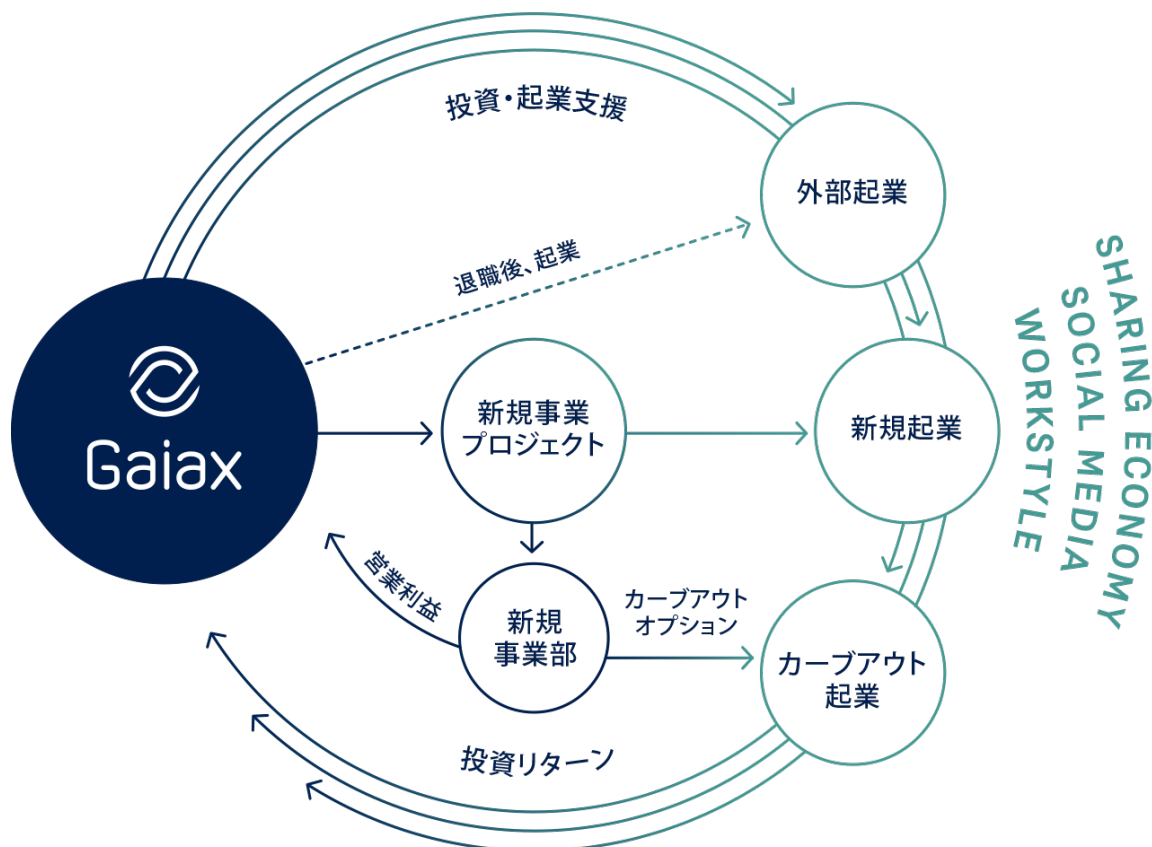 投資・起業支援
外部起業
退職後、起業
Gaiax
新規事業
プロジェクト
新規起業
SHARING ECONOMY
SOCIAL MEDIA
WORKSTYLE
営業利益
新規
事業部
カーブアウト
オプション
カーブアウト
起業
投資リターン